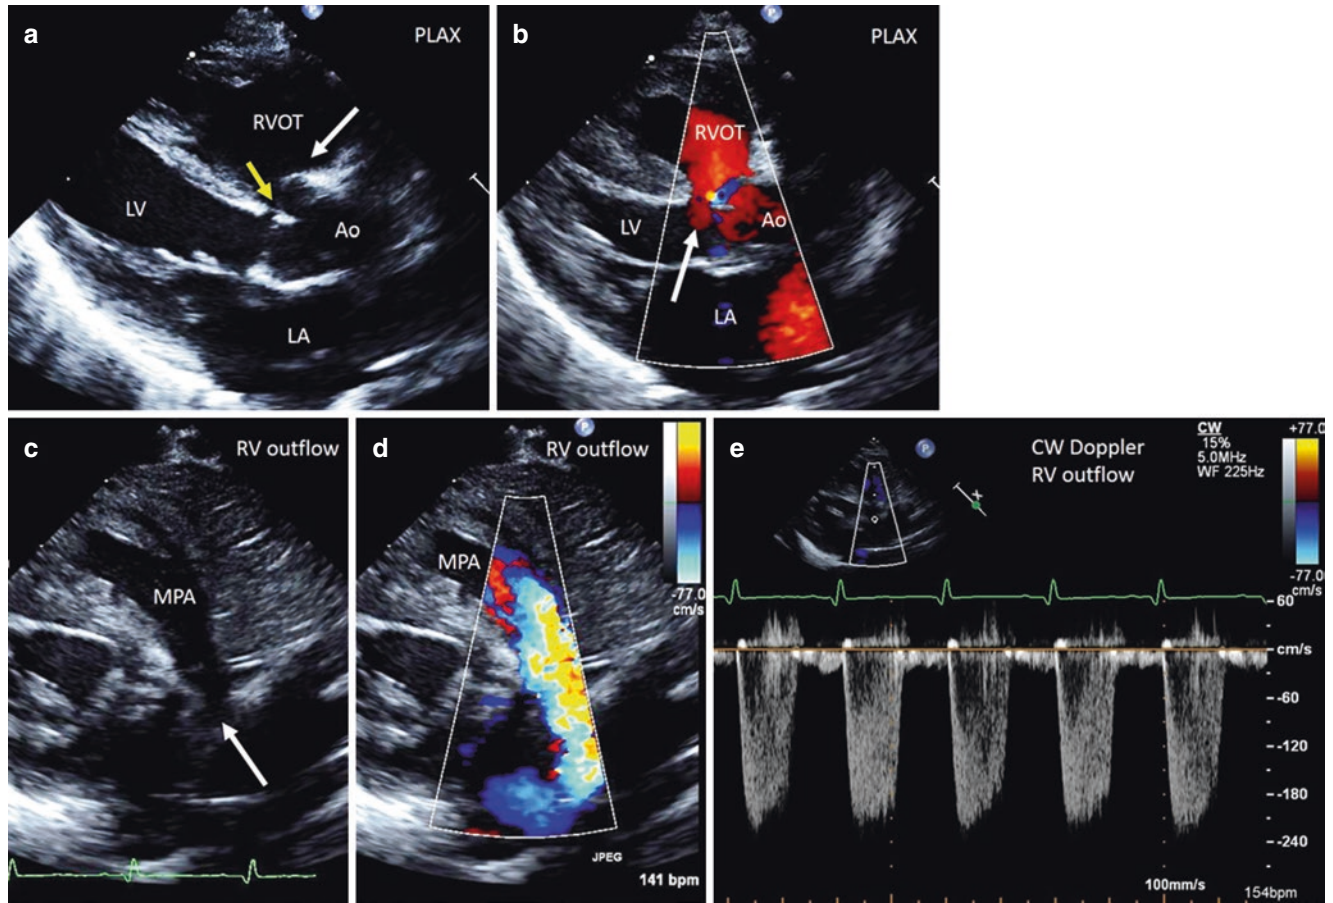 a
P
PLAX
RVOT
LV
Ao
LA
b
P
PLAX
RVOT
LV
Ao
LA
c
RV outflow
MPA
d
P
RV outflow
MPA
-77.0
cm/s
JPEG
141 bpm
e
P
CW Doppler
RV outflow
CW
15%
5.0MHz
WF 225Hz
+77.0
-77.0
cm/s
X
60
cm/s
-60
-120
-180
-240
100mm/s
154bpm